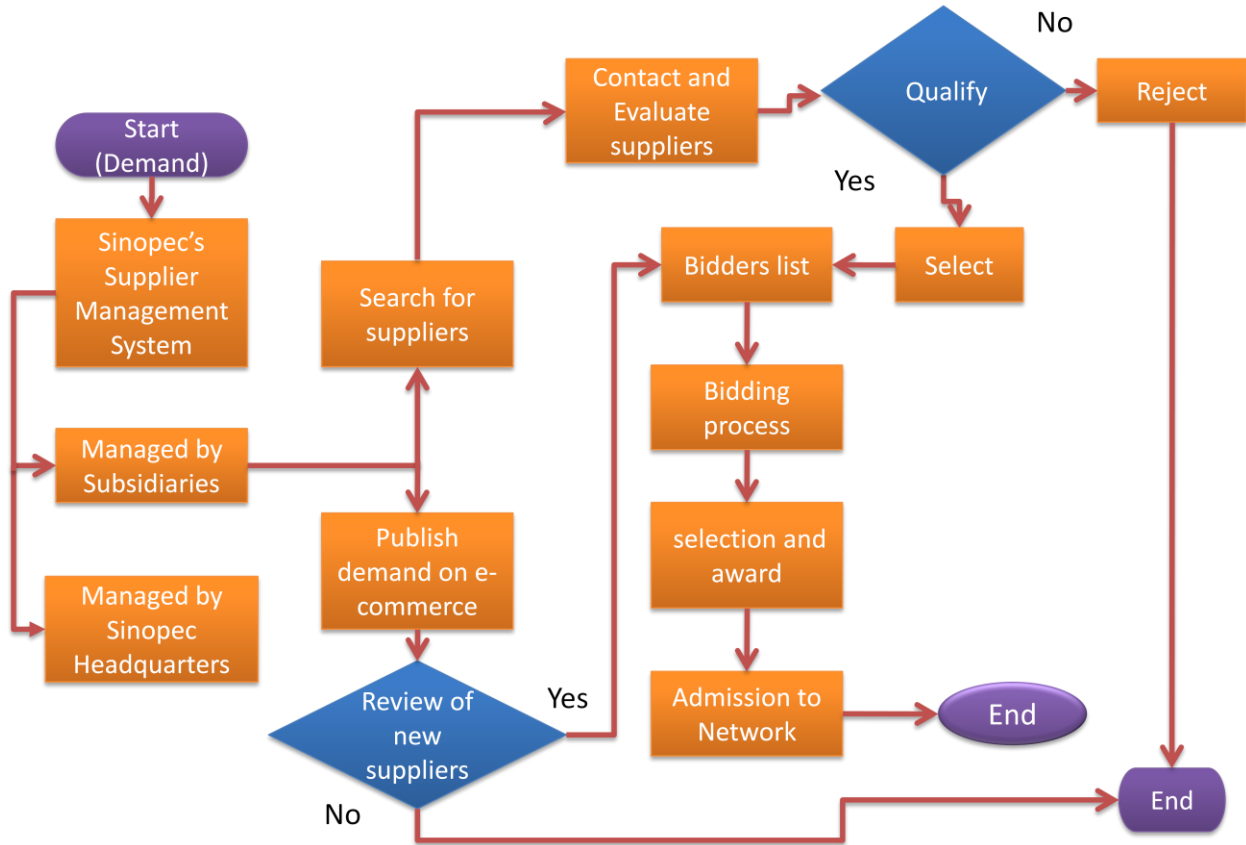 Start
(Demand)
Sinopec’s
Supplier
Management
System
Managed by
Subsidiaries
Managed by
Sinopec
Headquarters
Search for
suppliers
Publish
demand on e-
commerce
Review of
new
suppliers
Yes
No
Contact and
Evaluate
suppliers
Qualify
No
Reject
Yes
Select
Bidders list
Bidding
process
selection and
award
Admission to
Network
End
End